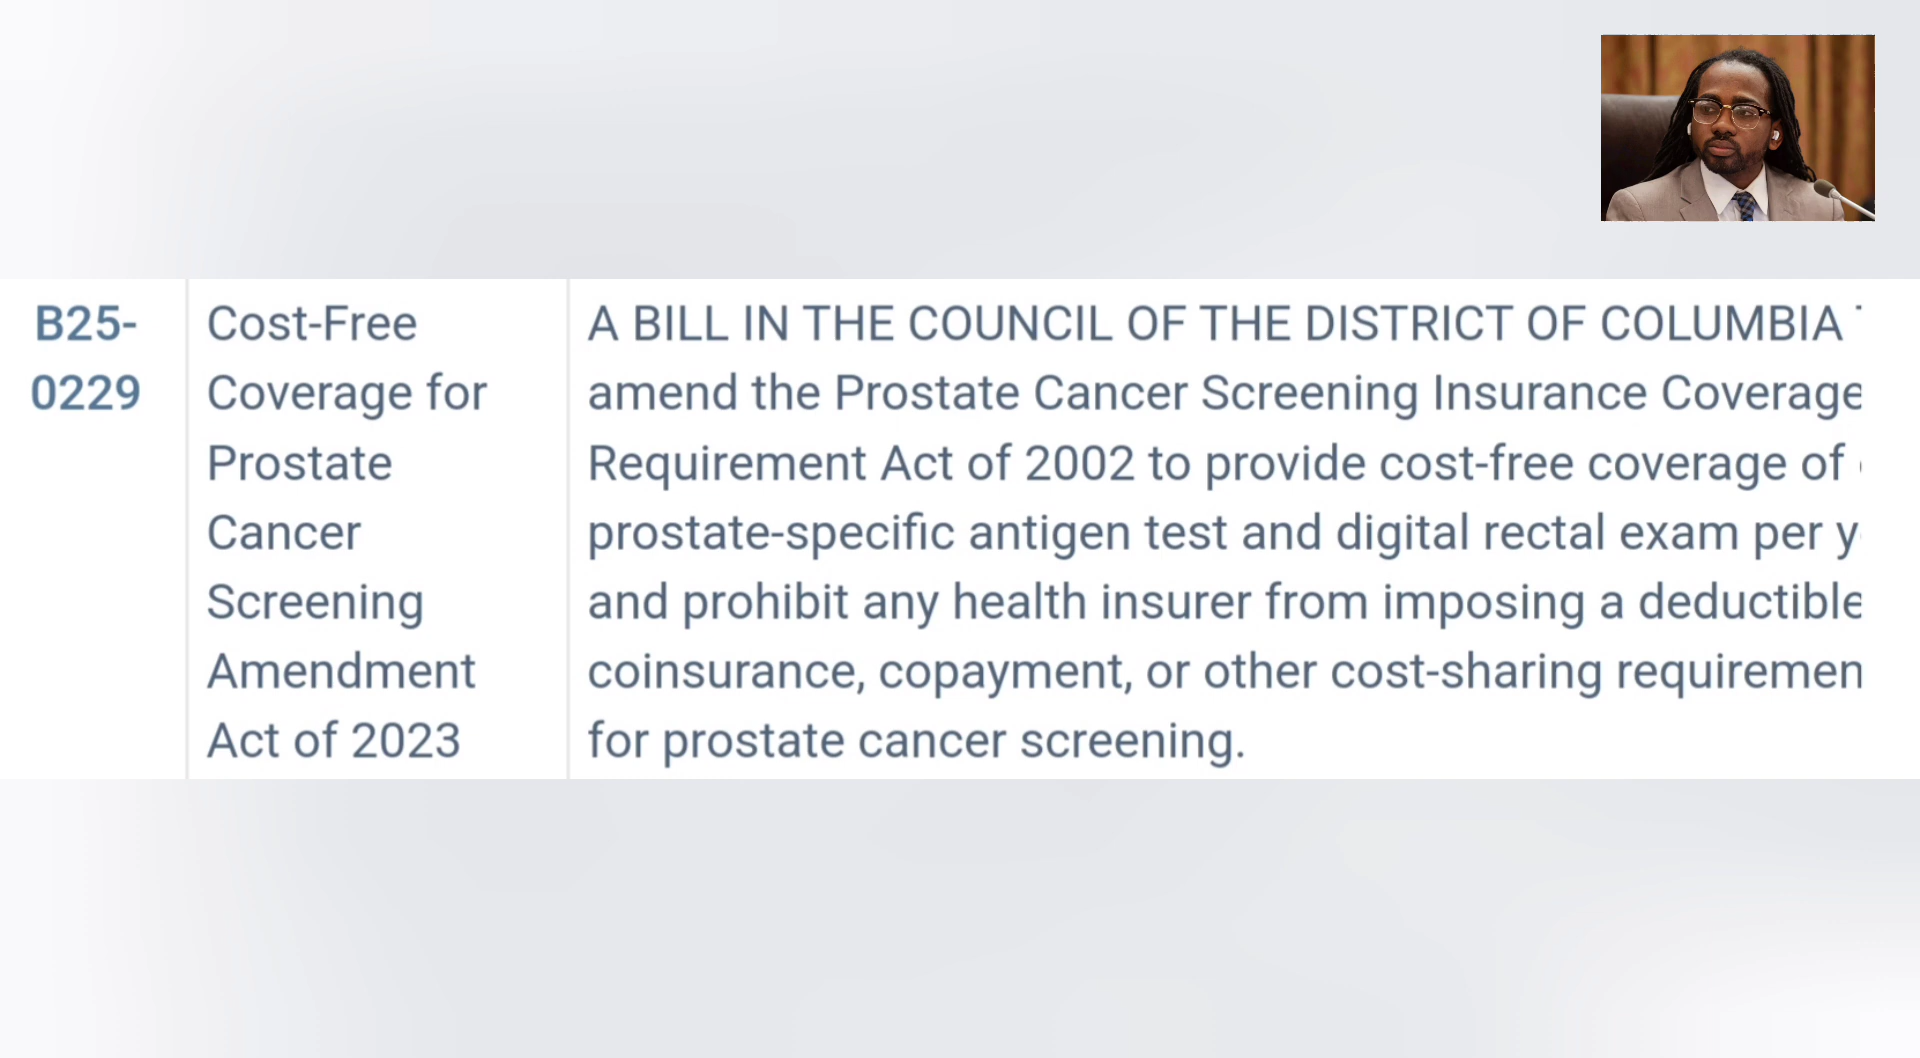 B25-
0229
Cost-Free
Coverage for
Prostate
Cancer
Screening
Amendment
Act of 2023
A BILL IN THE COUNCIL OF THE DISTRICT OF COLUMBIA
amend the Prostate Cancer Screening Insurance Coverage
Requirement Act of 2002 to provide cost-free coverage of
prostate-specific antigen test and digital rectal exam per
and prohibit any health insurer from imposing a deductible
coinsurance, copayment, or other cost-sharing requiremen
for prostate cancer screening.